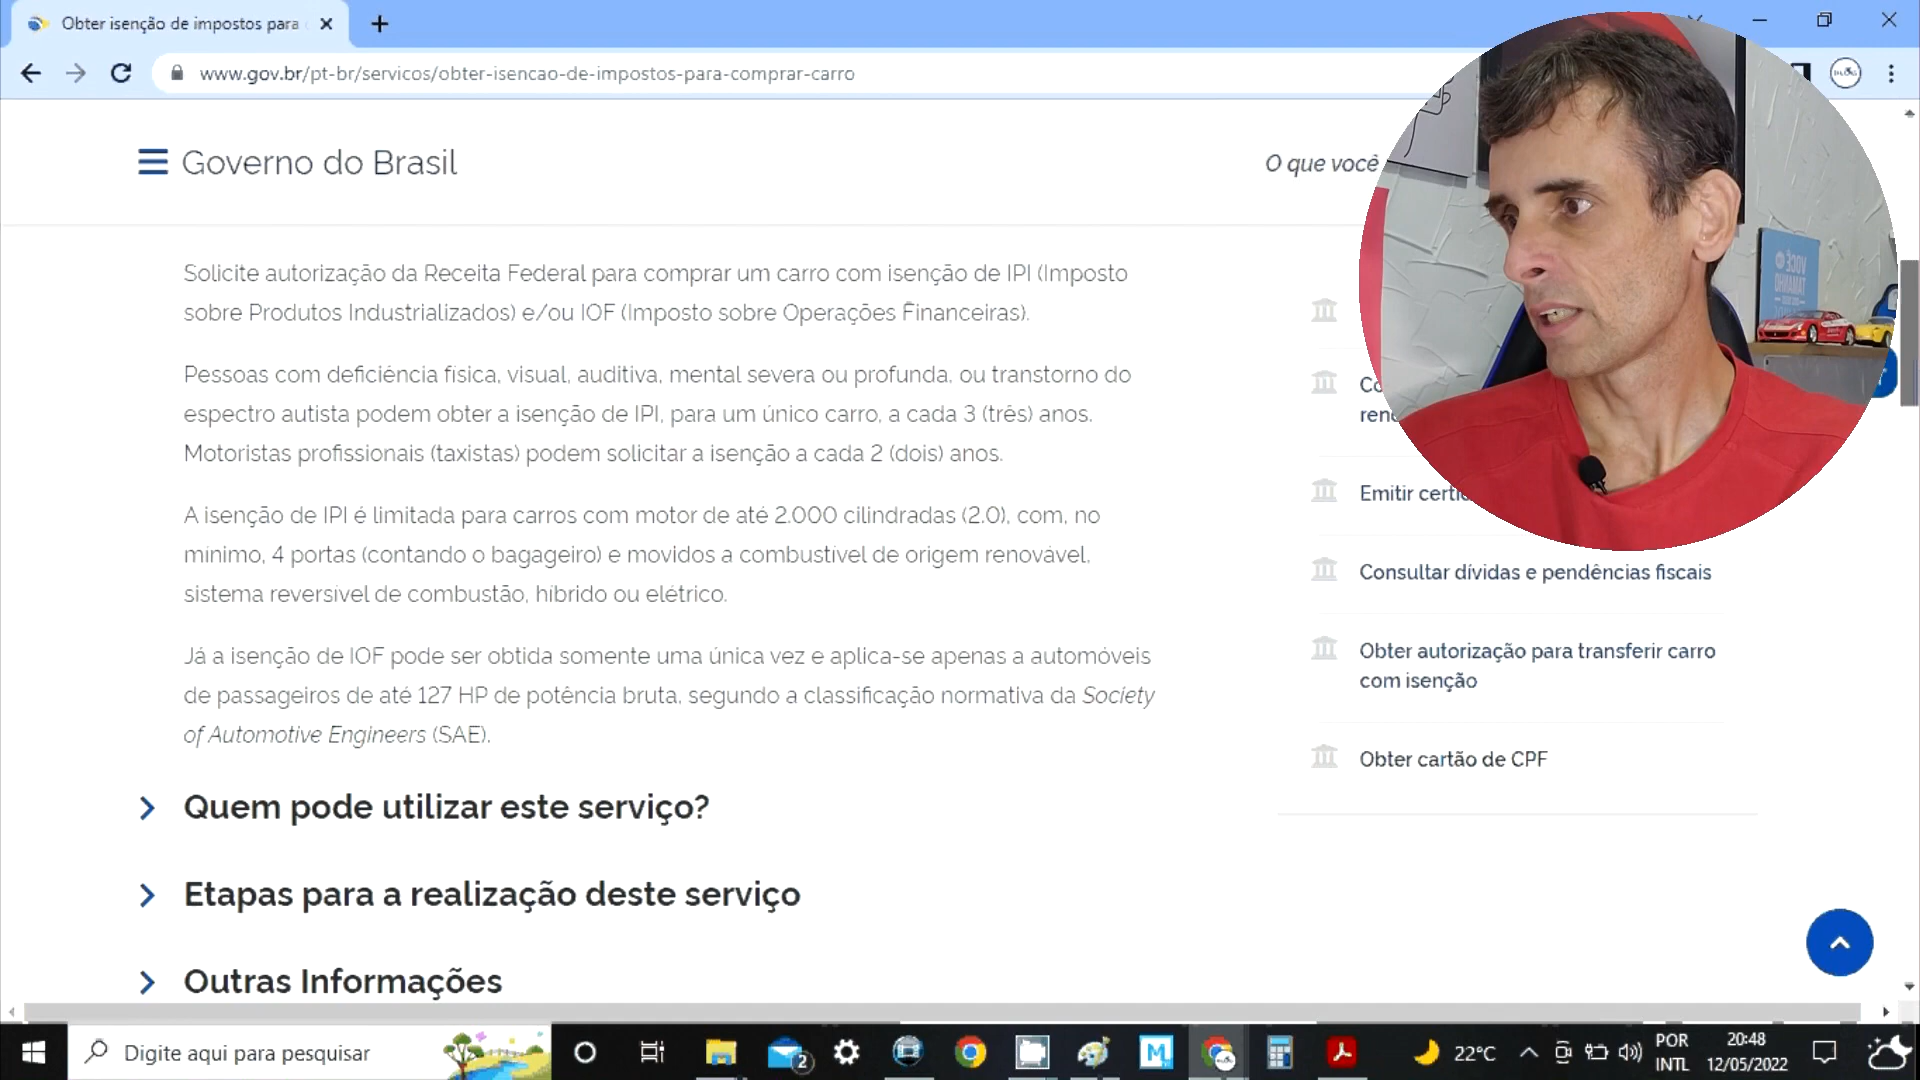 Obter isenção de impostos para
www.gov.br/pt-br/servicos/obter-isencao-de-impostos-para-comprar-carro
Governo do Brasil
O que você
Solicite autorização da Receita Federal para comprar um carro com isenção de IPI (Imposto
sobre Produtos Industrializados) e/ou IOF (Imposto sobre Operações Financeiras).
Pessoas com deficiência física, visual, auditiva, mental severa ou profunda, ou transtorno do
espectro autista podem obter a isenção de IPI, para um único carro, a cada 3 (três) anos.
Motoristas profissionais (taxistas) podem solicitar a isenção a cada 2 (dois) anos.
A isenção de IPI é limitada para carros com motor de até 2.000 cilindradas (2.0), com, no
mínimo, 4 portas (contando o bagageiro) e movidos a combustível de origem renovável,
sistema reversível de combustão, híbrido ou elétrico.
Já a isenção de IOF pode ser obtida somente uma única vez e aplica-se apenas a automóveis
de passageiros de até 127 HP de potência bruta, segundo a classificação normativa da Society
of Automotive Engineers (SAE).
Quem pode utilizar este serviço?
Etapas para a realização deste serviço
Outras Informações
Emitir
Consultar dívidas e pendências fiscais
Obter autorização para transferir carro
com isenção
Obter cartão de CPF
VOCÊ
TAMANHO
Digite aqui para pesquisar
2
22°C
POR
INTL
20:48
12/05/2022